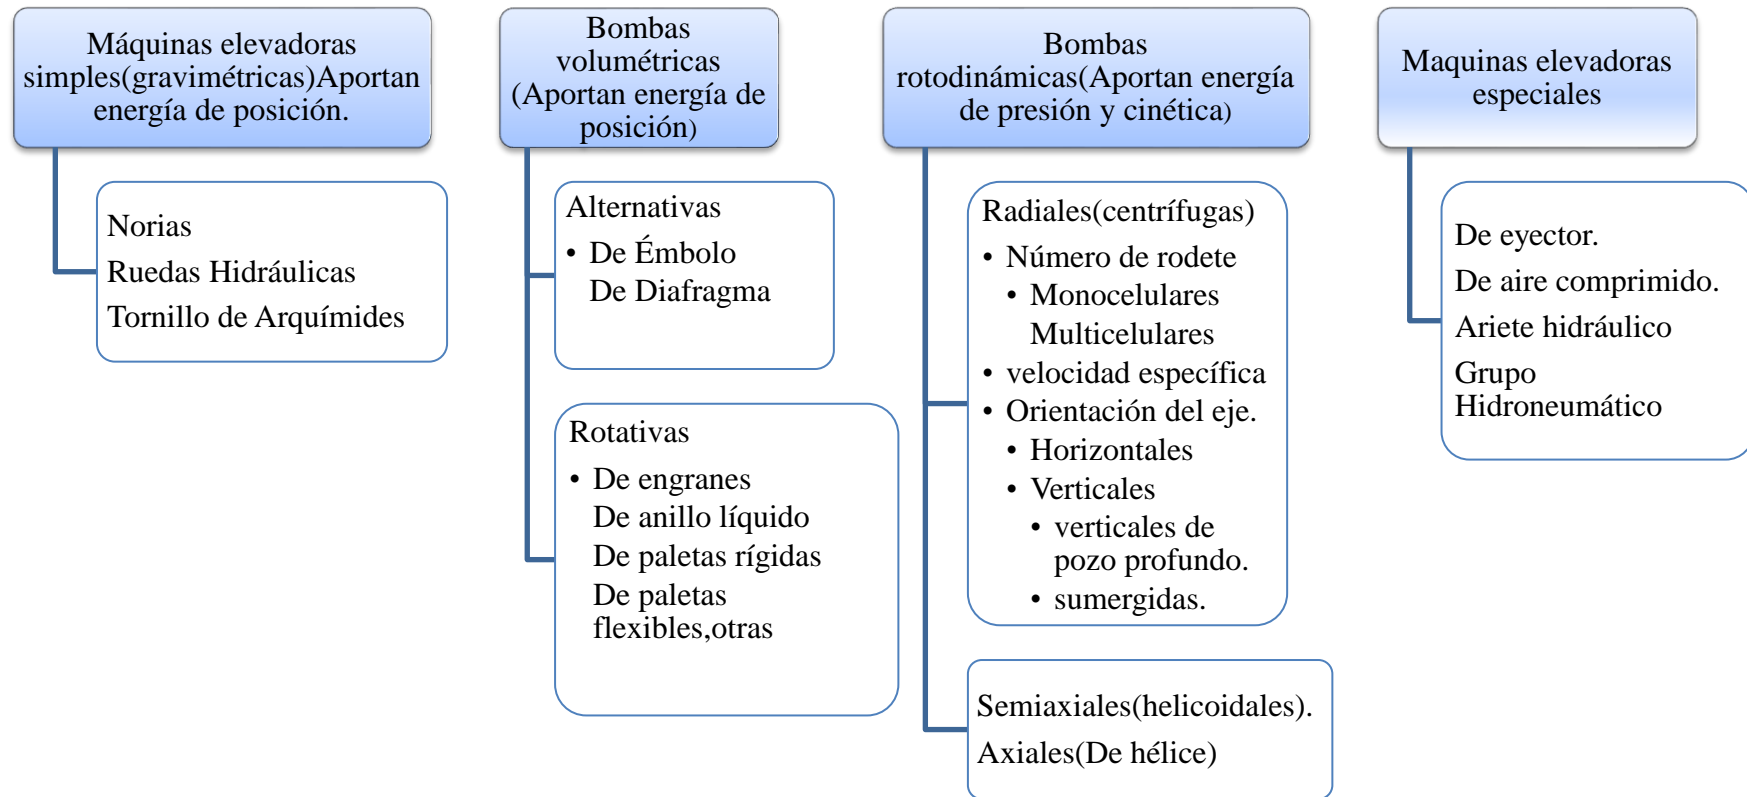 Máquinas elevadoras
simples(gravimétricas)Aportan
energía de posición.
Norias
Ruedas Hidráulicas
Tornillo de Arquímides
Bombas
volumétricas
(Aportan energía de
posición)
Alternativas
• De Émbolo
De Diafragma
Rotativas
• De engranes
De anillo líquido
De paletas rígidas
De paletas
flexibles,otras
Bombas
rotodinámicas(Aportan energía
de presión y cinética)
Radiales(centrífugas)
• Número de rodete
• Monocelulares
Multicelulares
• velocidad específica
• Orientación del eje.
• Horizontales
• Verticales
• verticales de
pozo profundo.
• sumergidas.
Semiaxiales(helicoidales).
Axiales(De hélice)
Maquinas elevadoras
especiales
De eyector.
De aire comprimido.
Ariete hidráulico
Grupo
Hidroneumático